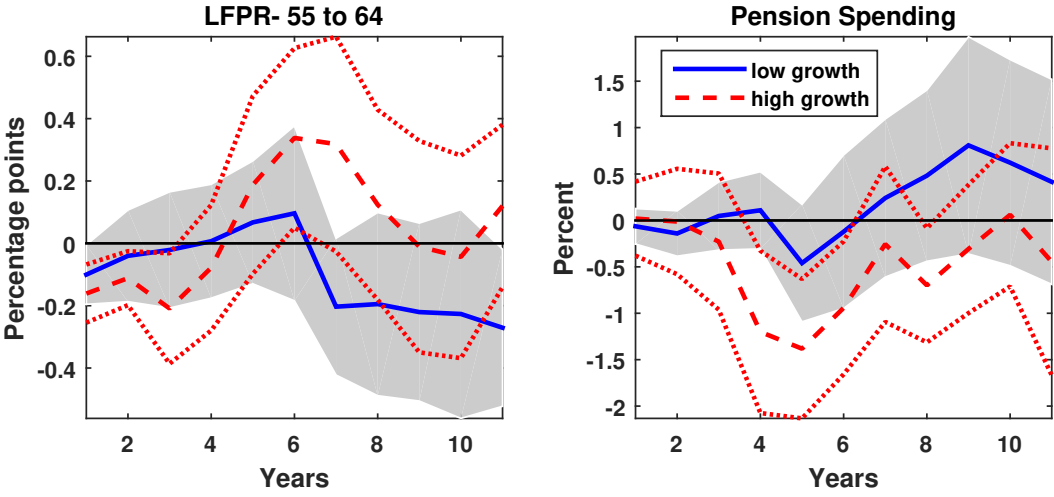 LFPR- 55 to 64
Percentage points
0.6
0.4
0.2
0
-0.2
-0.4
2 4 6 8 10
Years
Pension Spending
low growth
high growth
Percent
1.5
1
0.5
0
-0.5
-1
-1.5
-2
2 4 6 8 10
Years